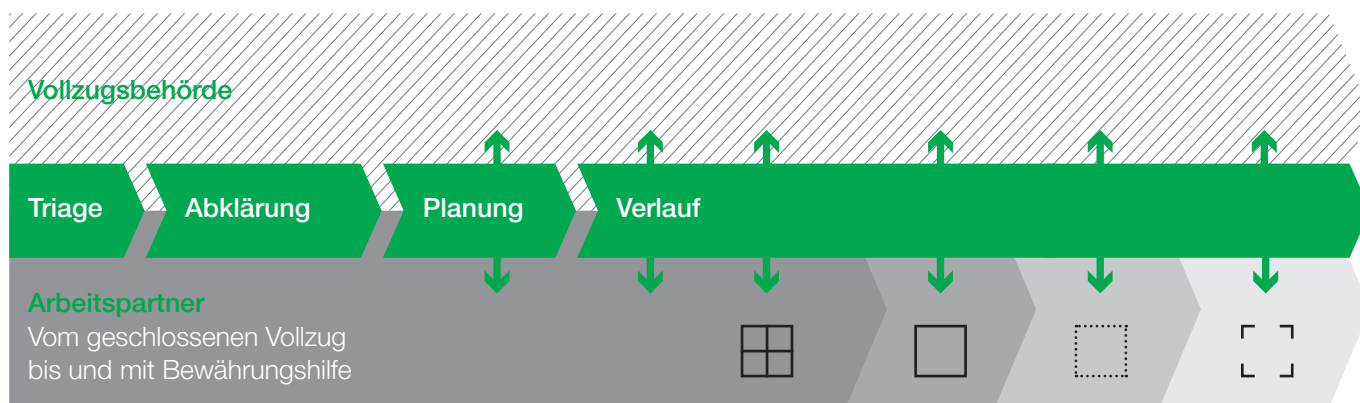 Vollzugsbehörde
Triage
Abklärung
Planung
Verlauf
Arbeitspartner
Vom geschlossenen Vollzug
bis und mit Bewährungshilfe